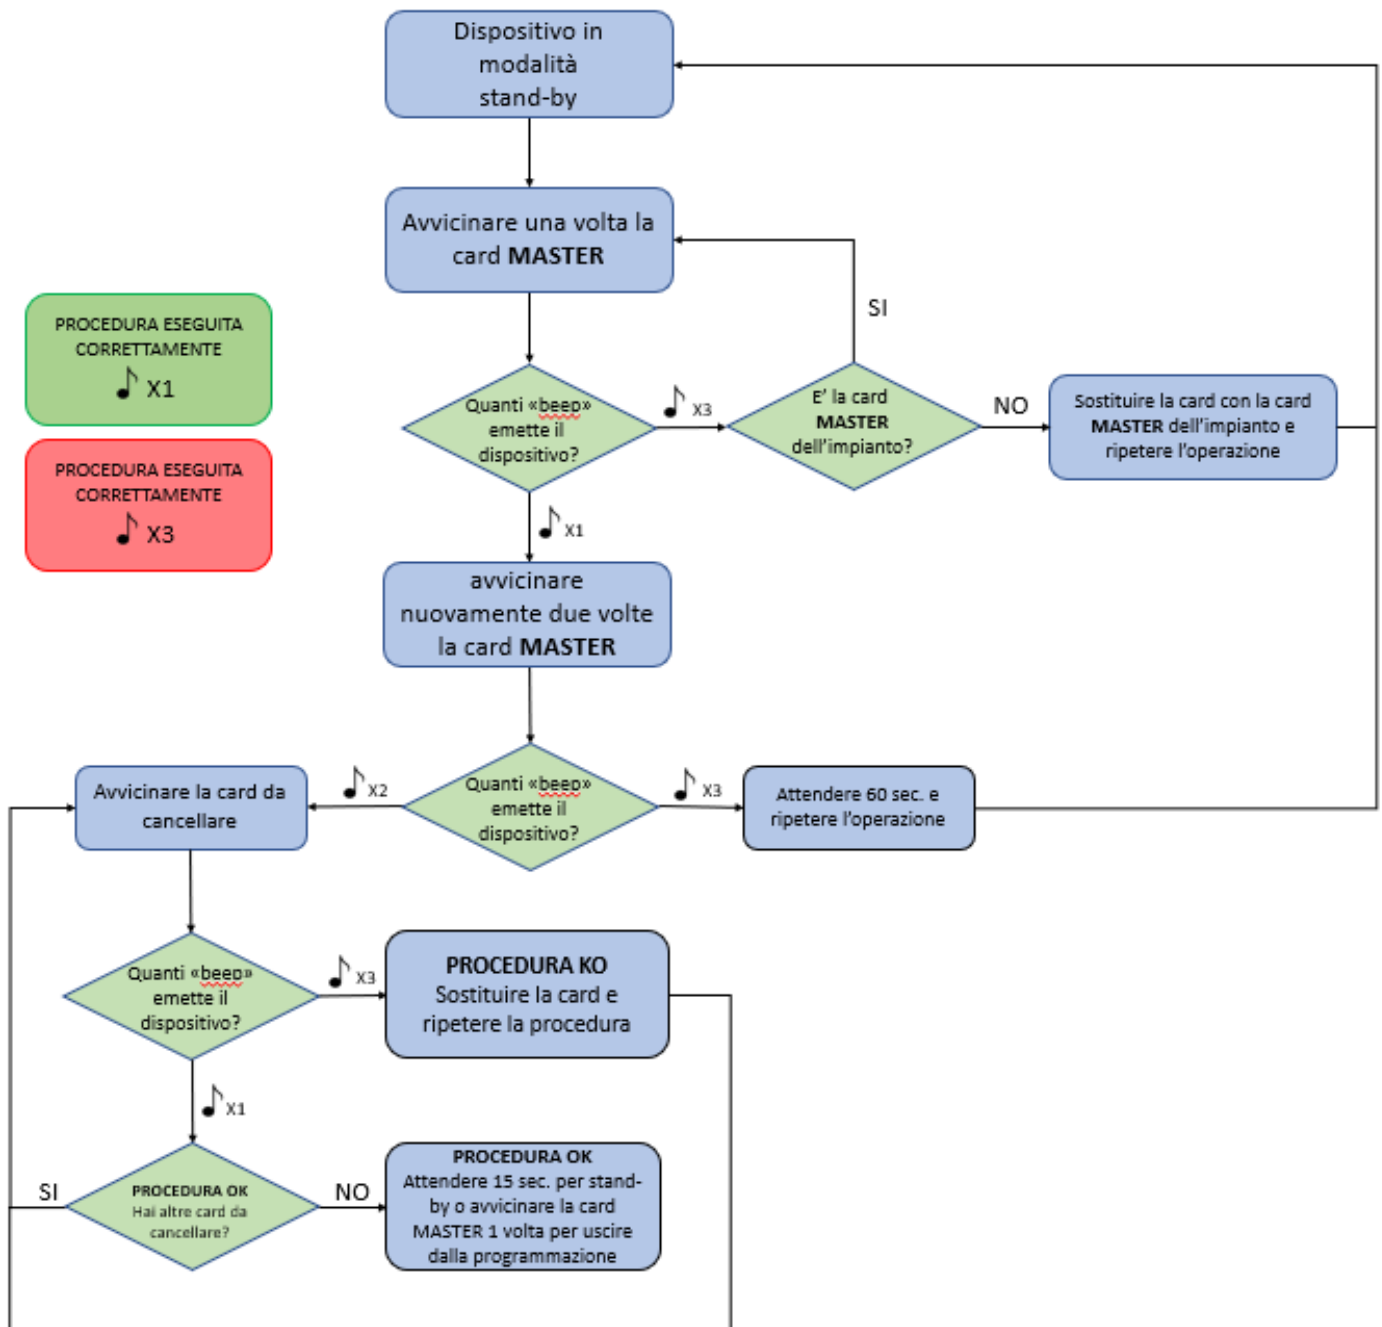 Dispositivo in
modalità
stand-by
Avvicinare una volta la
card MASTER
SI
PROCEDURA ESEGUITA
CORRETTAMENTE
X1
Quanti «beep»
emette il
dispositivo?
X3
E' la card
MASTER
dell'impianto?
NO
Sostituire la card con la card
MASTER dell'impianto e
ripetere l'operazione
PROCEDURA ESEGUITA
CORRETTAMENTE
X3
X1
avvicinare
nuovamente due volte
la card MASTER
Avvicinare la card da
cancellare
X2
Quanti «beep»
emette il
dispositivo?
X3
Attendere 60 sec. e
ripetere l'operazione
Quanti «beep»
emette il
dispositivo?
X3
PROCEDURA KO
Sostituire la card e
ripetere la procedura
X1
SI
PROCEDURA OK
Hai altre card da
cancellare?
NO
PROCEDURA OK
Attendere 15 sec. per stand-
by o avvicinare la card
MASTER 1 volta per uscire
dalla programmazione